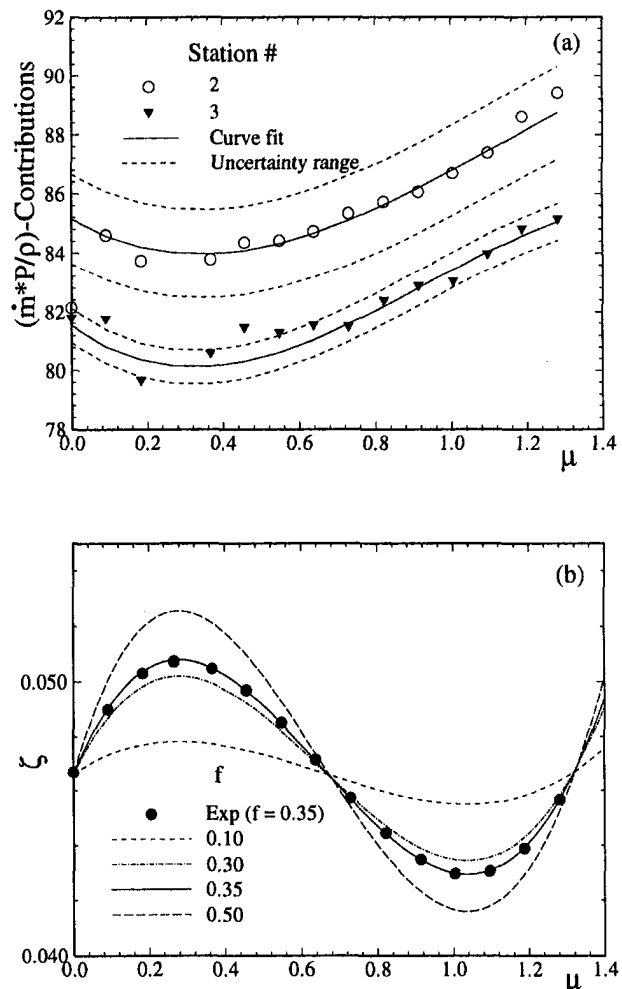 (a)
Station #
2
3
Curve fit
Uncertainty range
(ṁ*P/ρ)-Contributions
92
90
88
86
84
82
80
78
0.0 0.2 0.4 0.6 0.8 1.0 1.2 1.4
μ
(b)
0.050
0.040
ζ
f
Exp (f = 0.35)
0.10
0.30
0.35
0.50
0.0 0.2 0.4 0.6 0.8 1.0 1.2 1.4
μ